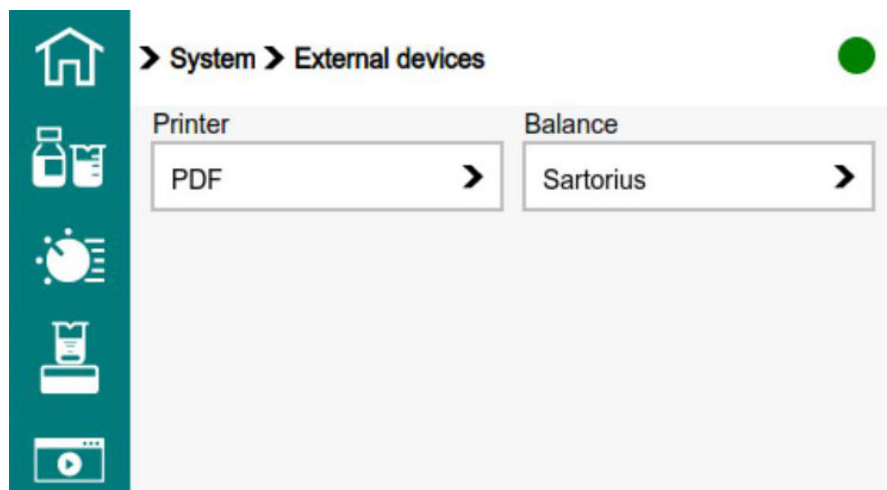 System External devices
Printer
Balance
PDF
Sartorius